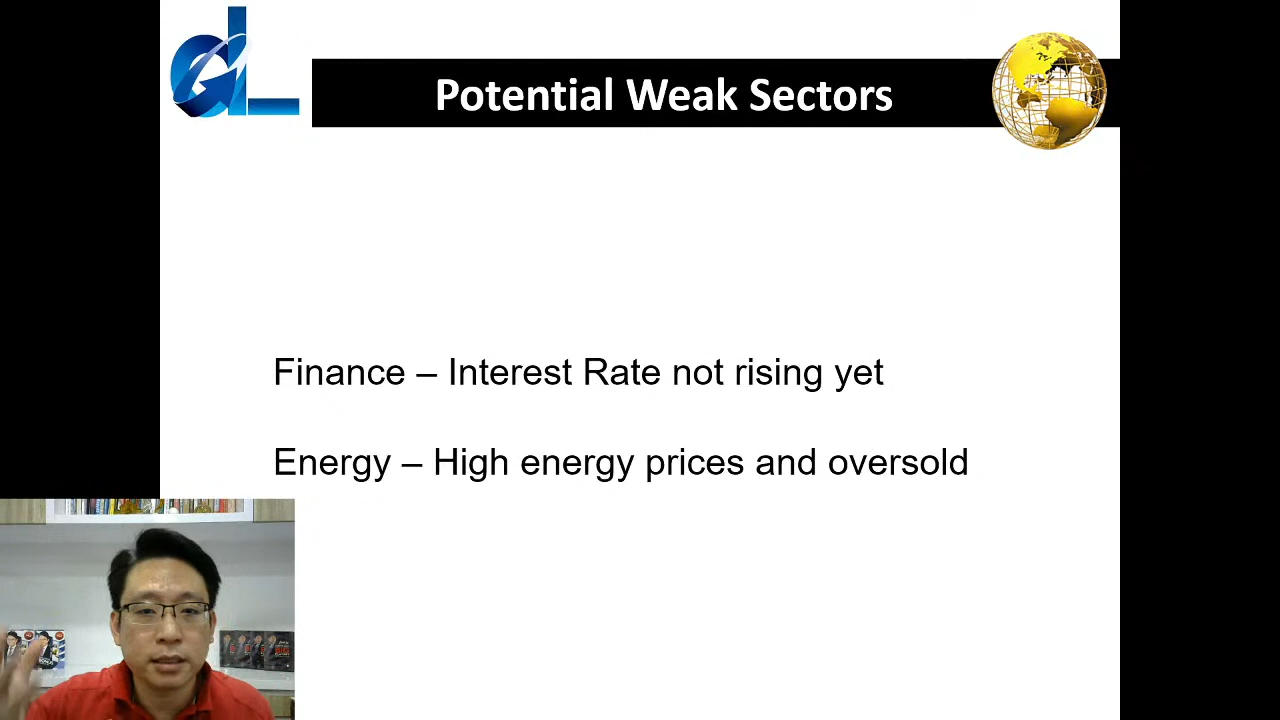 Potential Weak Sectors
Finance – Interest Rate not rising yet
Energy – High energy prices and oversold